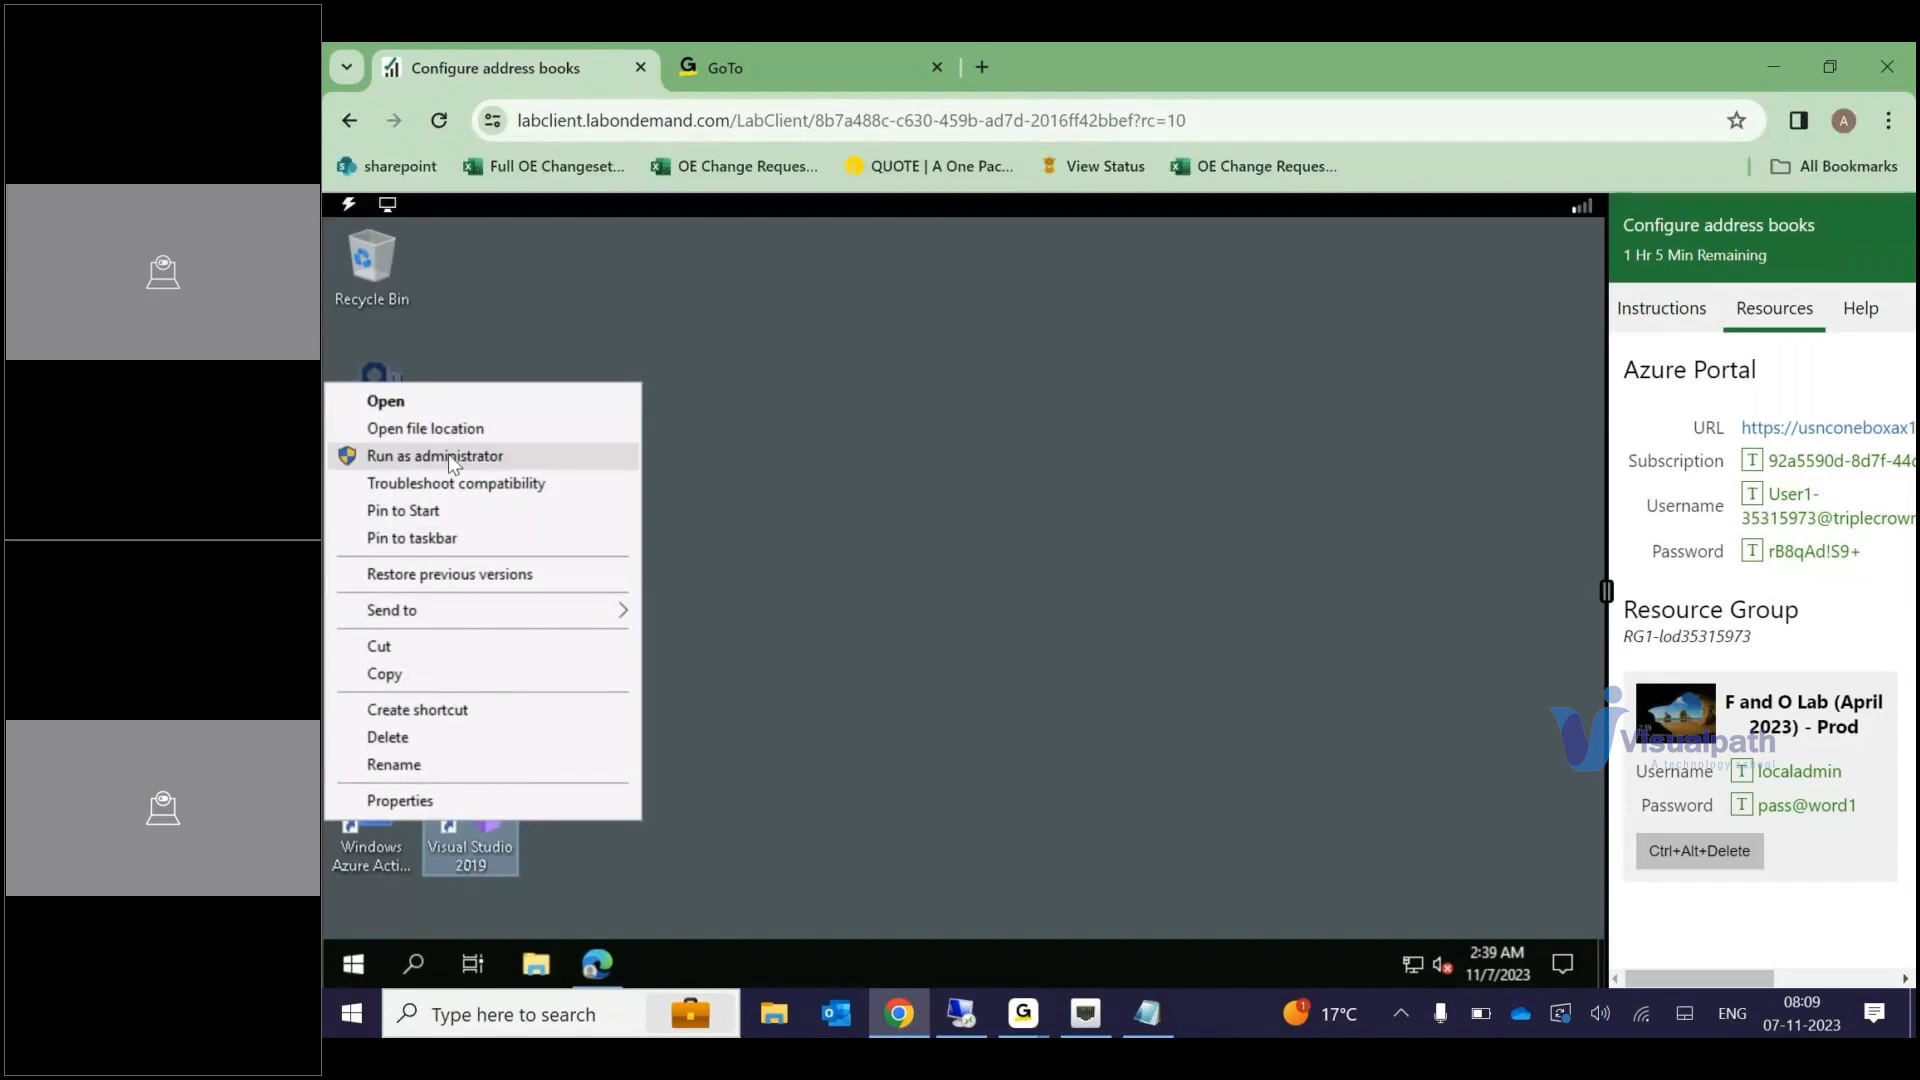 Configure address books
GoTo
labclient.labondemand.com/LabClient/8b7a488c-c630-459b-ad7d-2016ff42bbef?rc=10
A
sharepoint
Full OE Changeset...
OE Change Reques...
QUOTE | A One Pac...
View Status
OE Change Reques...
All Bookmarks
Recycle Bin
Open
Open file location
Run as administrator
Troubleshoot compatibility
Pin to Start
Pin to taskbar
Restore previous versions
Send to
Cut
Copy
Create shortcut
Delete
Rename
Properties
Windows
Azure Acti...
Visual Studio
2019
2:39 AM
11/7/2023
Configure address books
1 Hr 5 Min Remaining
Instructions
Resources
Help
Azure Portal
URL
https://usnconeboxax1
Subscription
T 92a5590d-8d7f-44
Username
T User1-
35315973@triplecrow
Password
T rB8qAd!S9+
Resource Group
RG1-lod35315973
F and O Lab (April
2023) - Prod
Visualpath
A technology school
Username
T localadmin
Password
T pass@word1
Ctrl+Alt+Delete
Type here to search
G
1
17°C
ENG
08:09
07-11-2023